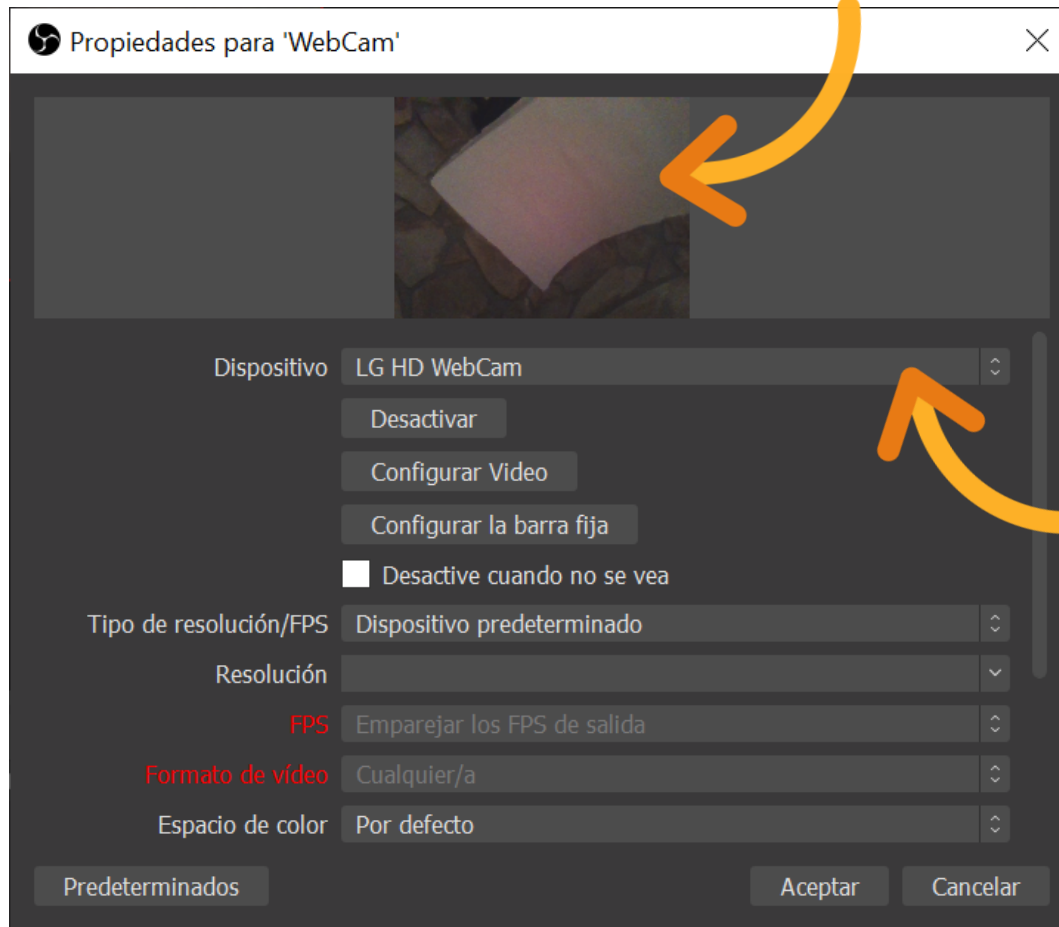 Propiedades para 'WebCam'
Dispositivo LG HD WebCam
Desactivar
Configurar Video
Configurar la barra fija
Desactive cuando no se vea
Tipo de resolución/FPS Dispositivo predeterminado
Resolución
FPS Emparejar los FPS de salida
Formato de vídeo Cualquier/a
Espacio de color Por defecto
Predeterminados Aceptar Cancelar